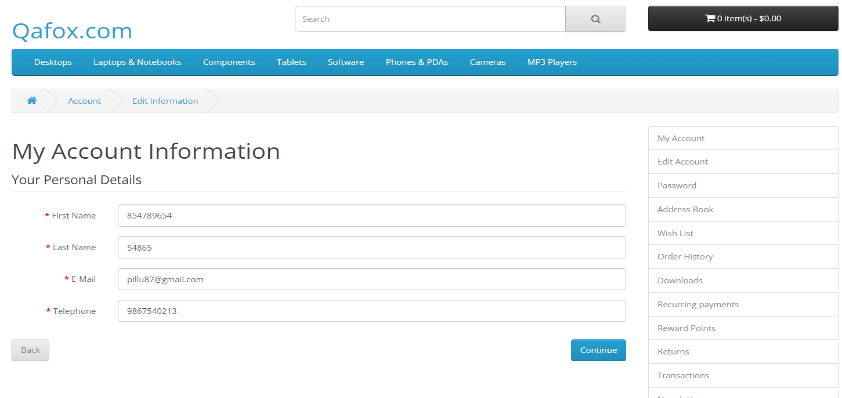 Qafox.com
Search
0 item(s) - $0.00
Desktops Laptops & Notebooks Components Tablets Software Phones & PDAs Cameras MP3 Players
Account Edit Information
My Account Information
Your Personal Details
* First Name 854789654
* Last Name 54865
* E-Mail pillu87@gmail.com
* Telephone 9867540213
Back Continue
My Account
Edit Account
Password
Address Book
Wish List
Order History
Downloads
Recurring payments
Reward Points
Returns
Transactions